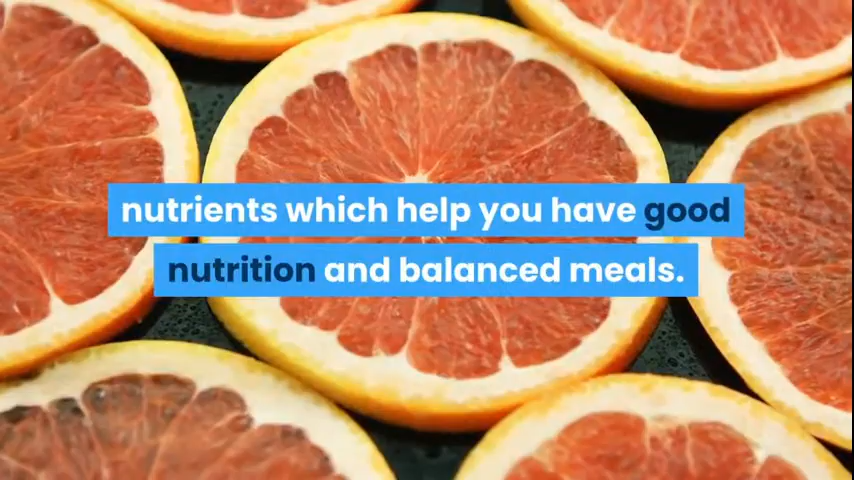 nutrients which help you have good
nutrition and balanced meals.